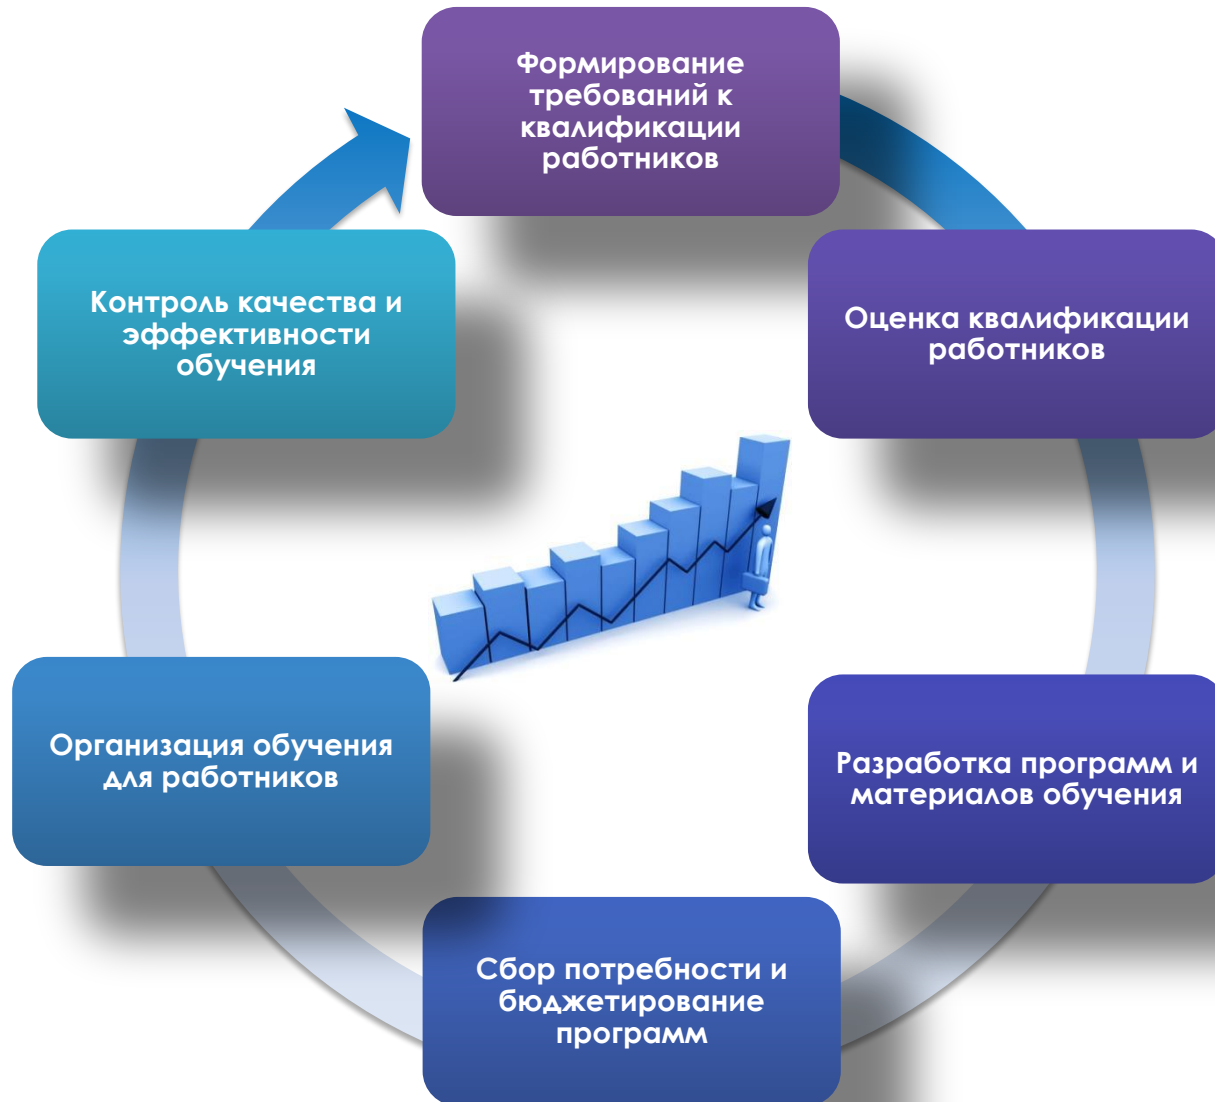 Формирование
требований к
квалификации
работников
Контроль качества и
эффективности
обучения
Оценка квалификации
работников
Организация обучения
для работников
Разработка программ и
материалов обучения
Сбор потребности и
бюджетирование
программ